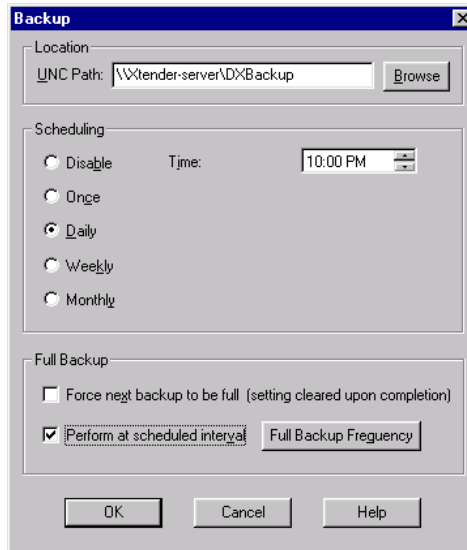 Backup
Location
UNC Path: \\Xtender-server\DXBackup Browse
Scheduling
Disable Time: 10:00 PM
Once
Daily
Weekly
Monthly
Full Backup
Force next backup to be full (setting cleared upon completion)
Perform at scheduled interval Full Backup Freguency
OK Cancel Help